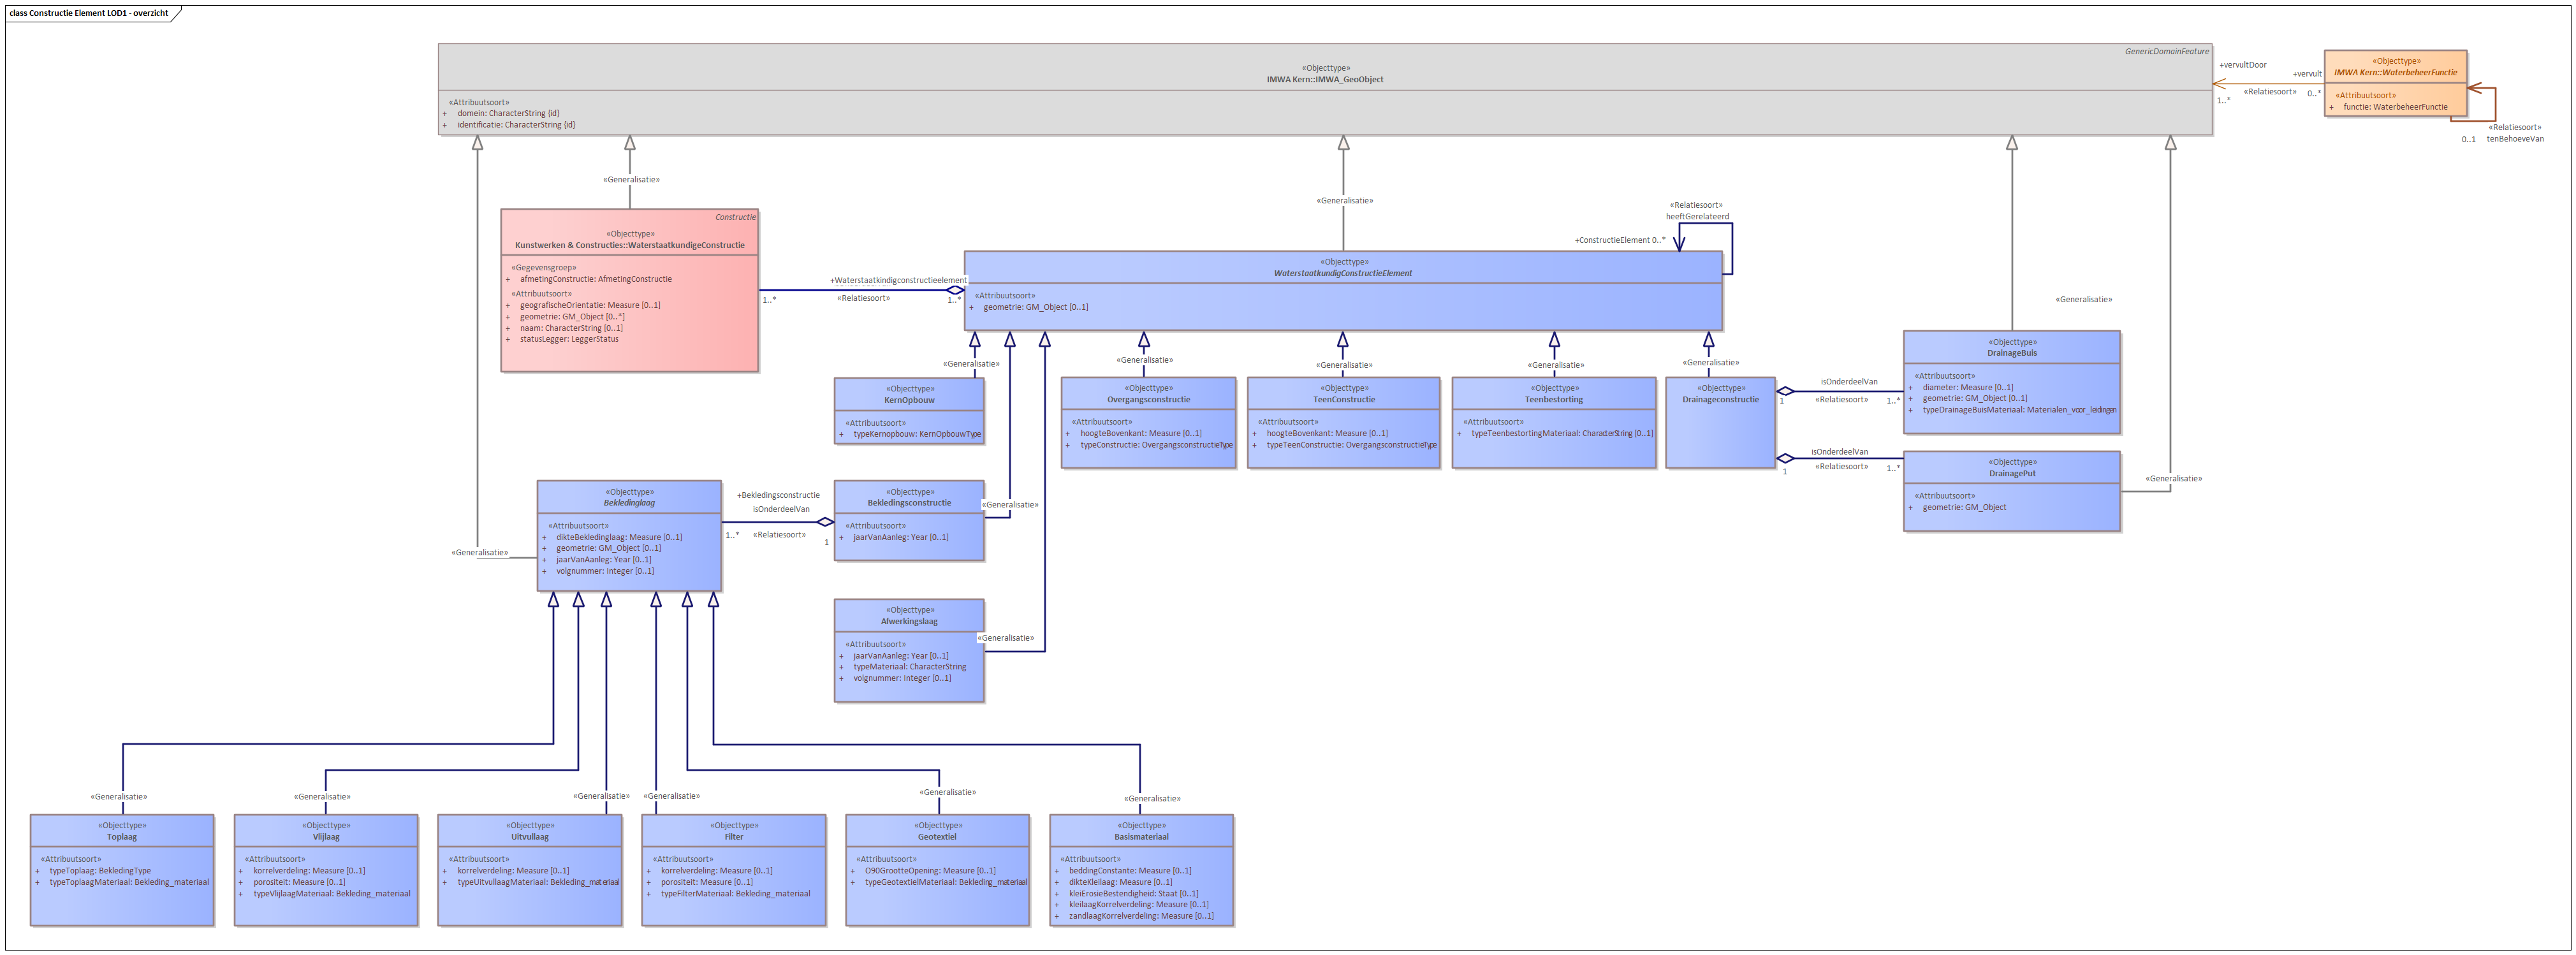 class Constructie Element LOD1 - overzicht
GenericDomainFeature
«Objecttype»
IMWA Kern::IMWA_GeoObject
«Attribuutsoort»
+ domein: CharacterString {id}
+ identificatie: CharacterString {id}
+vervultDoor
1..*
+vervult
0..*
«Relatiesoort»
«Objecttype»
IMWA Kern::WaterbeheerFunctie
«Attribuutsoort»
+ functie: WaterbeheerFunctie
«Relatiesoort»
0..1 tenBehoeveVan
«Generalisatie»
«Generalisatie»
«Generalisatie»
Constructie
«Objecttype»
Kunstwerken & Constructies::WaterstaatkundigeConstructie
«Gegevensgroep»
+ afmetingConstructie: AfmetingConstructie
«Attribuutsoort»
+ geografischeOrientatie: Measure [0..1]
+ geometrie: GM_Object [0..*]
+ naam: CharacterString [0..1]
+ statusLegger: LeggerStatus
+Waterstaatkindigconstructieelement
1..*
«Relatiesoort»
1..*
«Relatiesoort»
heeftGerelateerd
+ConstructieElement 0..*
«Objecttype»
WaterstaatkundigConstructieElement
«Attribuutsoort»
+ geometrie: GM_Object [0..1]
«Generalisatie»
«Generalisatie»
«Generalisatie»
«Generalisatie»
«Generalisatie»
«Objecttype»
KernOpbouw
«Attribuutsoort»
+ typeKernopbouw: KernOpbouwType
«Objecttype»
Overgangsconstructie
«Attribuutsoort»
+ hoogteBovenkant: Measure [0..1]
+ typeConstructie: OvergangsconstructieType
«Objecttype»
TeenConstructie
«Attribuutsoort»
+ hoogteBovenkant: Measure [0..1]
+ typeTeenConstructie: OvergangsconstructieType
«Objecttype»
Teenbestorting
«Attribuutsoort»
+ typeTeenbestortingMateriaal: CharacterString [0..1]
«Objecttype»
Drainageconstructie
isOnderdeelVan
1
«Relatiesoort»
1..*
«Objecttype»
DrainageBuis
«Attribuutsoort»
+ diameter: Measure [0..1]
+ geometrie: GM_Object [0..1]
+ typeDrainageBuisMateriaal: Materialen_voor_leidingen
isOnderdeelVan
1
«Relatiesoort»
1..*
«Objecttype»
DrainagePut
«Attribuutsoort»
+ geometrie: GM_Object
«Generalisatie»
«Objecttype»
Bekledinglaag
«Attribuutsoort»
+ dikteBekledinglaag: Measure [0..1]
+ geometrie: GM_Object [0..1]
+ jaarVanAanleg: Year [0..1]
+ volgnummer: Integer [0..1]
«Generalisatie»
+Bekledingsconstructie
isOnderdeelVan
1..*
«Relatiesoort»
1
«Objecttype»
Bekledingsconstructie
«Attribuutsoort»
+ jaarVanAanleg: Year [0..1]
«Generalisatie»
«Objecttype»
Afwerkingslaag
«Attribuutsoort»
+ jaarVanAanleg: Year [0..1]
+ typeMateriaal: CharacterString
+ volgnummer: Integer [0..1]
«Generalisatie»
«Generalisatie»
«Generalisatie»
«Generalisatie»
«Generalisatie»
«Generalisatie»
«Generalisatie»
«Objecttype»
Toplaag
«Attribuutsoort»
+ typeToplaag: BekledingType
+ typeToplaagMateriaal: Bekleding_materiaal
«Objecttype»
Vlijlaag
«Attribuutsoort»
+ korrelverdeling: Measure [0..1]
+ porositeit: Measure [0..1]
+ typeVlijlaagMateriaal: Bekleding_materiaal
«Objecttype»
Uitvullaag
«Attribuutsoort»
+ korrelverdeling: Measure [0..1]
+ typeUitvullaagMateriaal: Bekleding_materiaal
«Objecttype»
Filter
«Attribuutsoort»
+ korrelverdeling: Measure [0..1]
+ porositeit: Measure [0..1]
+ typeFilterMateriaal: Bekleding_materiaal
«Objecttype»
Geotextiel
«Attribuutsoort»
+ O90GrootteOpening: Measure [0..1]
+ typeGeotextielMateriaal: Bekleding_materiaal
«Objecttype»
Basismateriaal
«Attribuutsoort»
+ beddingConstante: Measure [0..1]
+ dikteKleilaag: Measure [0..1]
+ kleiErosieBestendigheid: Staat [0..1]
+ kleilaagKorrelverdeling: Measure [0..1]
+ zandlaagKorrelverdeling: Measure [0..1]